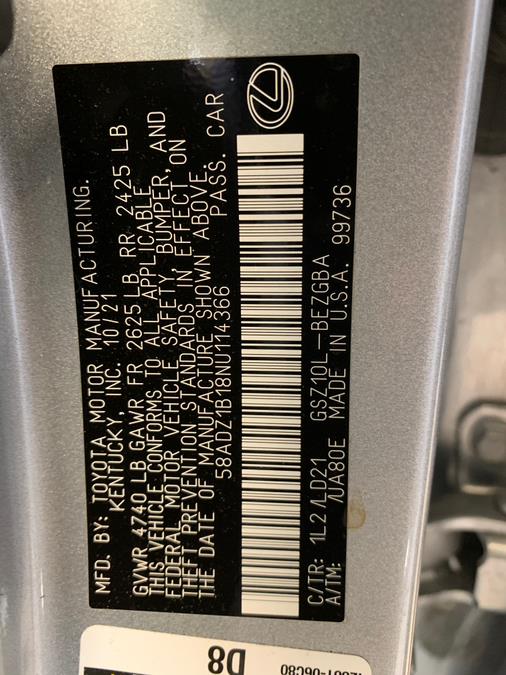 MFD. BY: TOYOTA MOTOR MANUFACTURING.
KENTUCKY, INC. 10/21
GVWR 4740 LB GAWR FR 2625 LB RR 2425 LB
THIS VEHICLE CONFORMS TO ALL APPLICABLE
FEDERAL MOTOR VEHICLE SAFETY, BUMPER, AND
THEFT PREVENTION STANDARDS IN EFFECT ON
THE DATE OF MANUFACTURE SHOWN ABOVE.
58ADZ1B18NU114366 PASS. CAR
C/TR: 1L2 /LD21 GSZ10L-BEZGBA
A/TM: /UA80E MADE IN U.S.A. 99736
D8